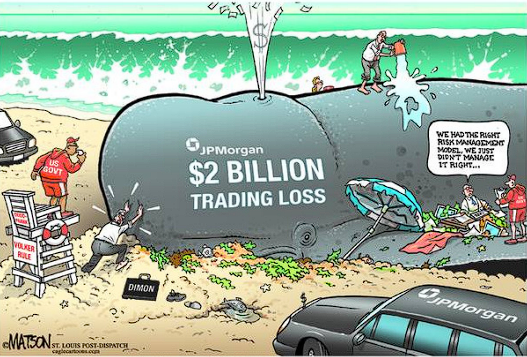 $
JPMorgan
$2 BILLION
TRADING LOSS
WE HAD THE RIGHT
RISK MANAGEMENT
MODEL. WE JUST
DIDN'T MANAGE
IT RIGHT...
US
GOVT
VOLKER
RULE
DIMON
JPMorgan
©MATSON ST. LOUIS POST-DISPATCH
caglecartoons.com